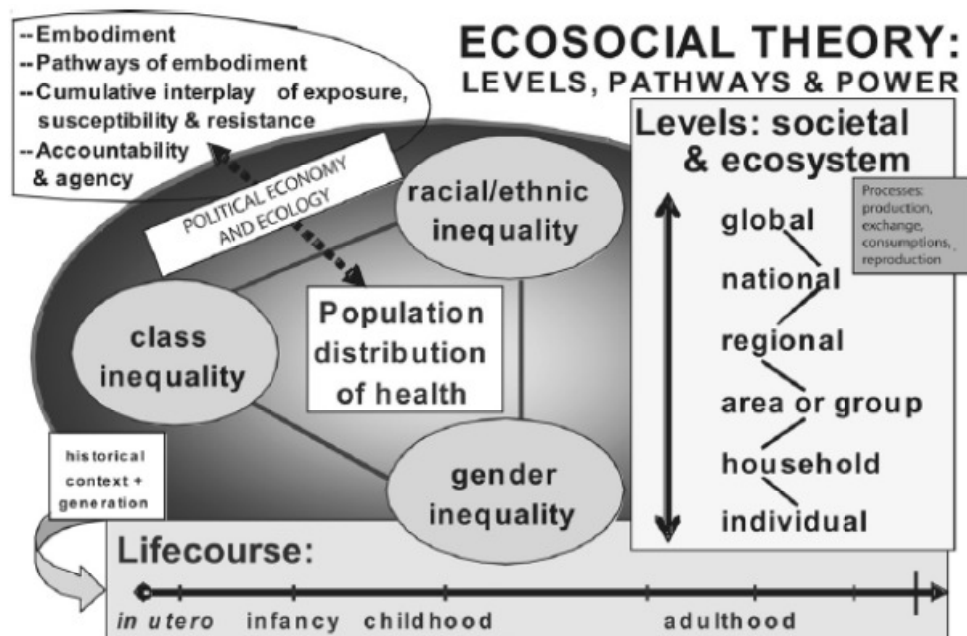 --Embodiment
--Pathways of embodiment
--Cumulative interplay of exposure,
susceptibility & resistance
--Accountability
& agency
ECOSOCIAL THEORY:
LEVELS, PATHWAYS & POWER
POLITICAL ECONOMY
AND ECOLOGY
racial/ethnic
inequality
class
inequality
Population
distribution
of health
gender
inequality
Levels: societal
& ecosystem
global
national
regional
area or group
household
individual
Processes:
production,
exchange,
consumptions,
reproduction
historical
context +
generation
Lifecourse:
in utero infancy childhood adulthood